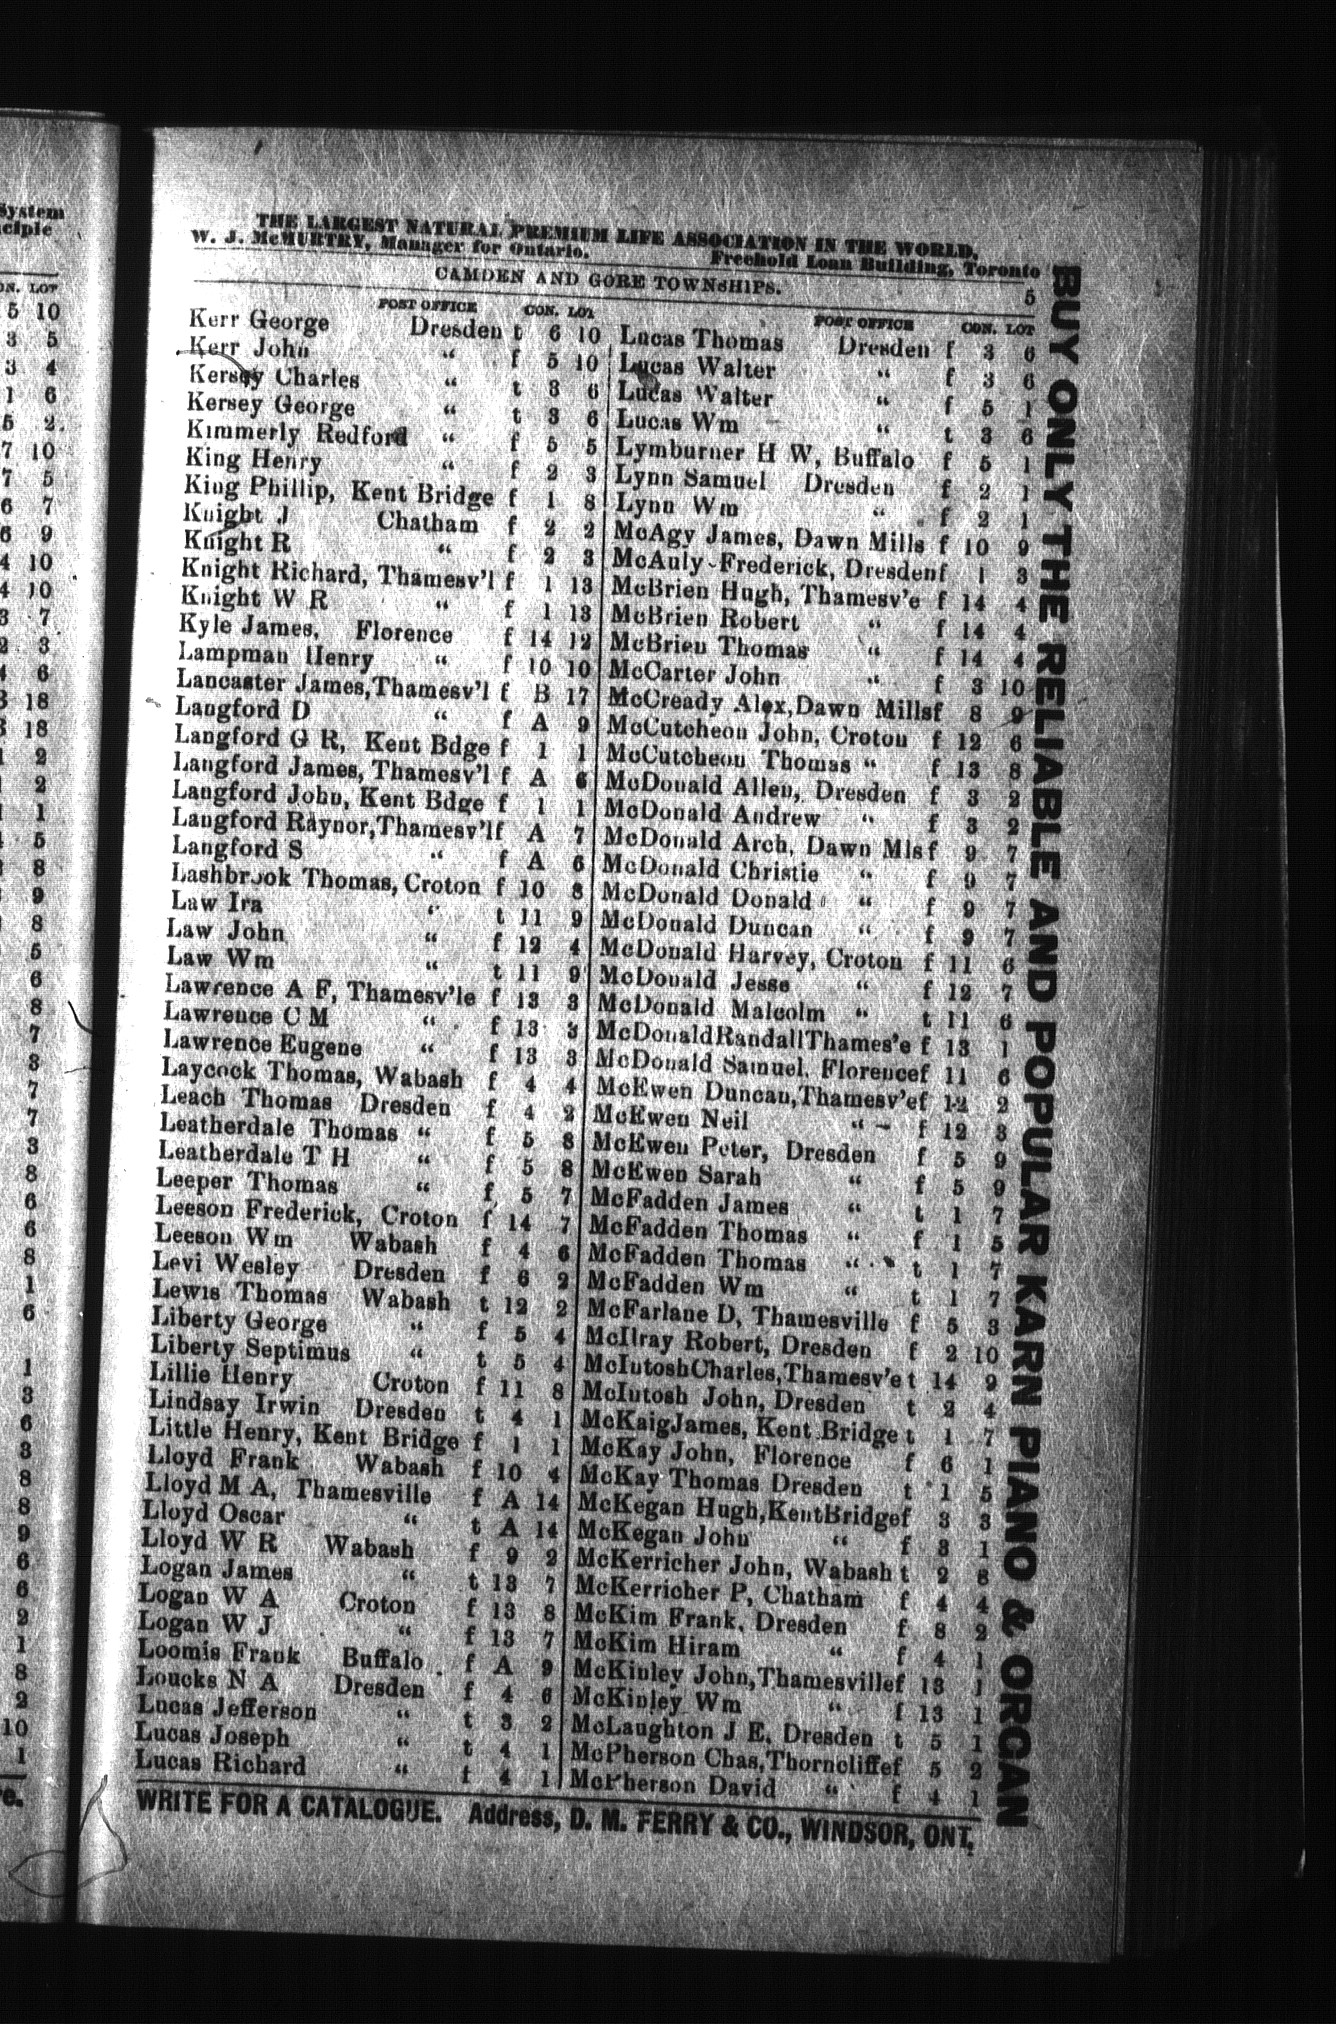 THE LARGEST NATURAL PREMIUM LIFE ASSOCIATION IN THE WORLD,
W. J. McMURTRY, Manager for Ontario. Freehold Loan Building, Toronto
CAMDEN AND GORE TOWNSHIPS. 5
POST OFFICE CON. LOT
Kerr George Dresden t 6 10
Kerr John “ f 5 10
Kersey Charles “ t 3 6
Kersey George “ t 3 6
Kimmerly Redford “ f 5 5
King Henry “ f 2 3
King Phillip, Kent Bridge f 1 8
Knight J Chatham f 2 2
Knight R “ f 2 3
Knight Richard, Thamesv'l f 1 13
Knight W R “ f 1 13
Kyle James, Florence f 14 12
Lampman Henry “ f 10 10
Lancaster James, Thamesv'l f B 17
Langford D “ f A 9
Langford G R, Kent Bdge f 1 1
Langford James, Thamesv'l f A 6
Langford John, Kent Bdge f 1 1
Langford Raynor, Thamesv'l f A 7
Langford S “ f A 6
Lashbrook Thomas, Croton f 10 8
Law Ira “ t 11 9
Law John “ f 12 4
Law Wm “ t 11 9
Lawrence A F, Thamesv'le f 13 3
Lawrence C M “ f 13 3
Lawrence Eugene “ f 13 3
Laycock Thomas, Wabash f 4 4
Leach Thomas Dresden f 4 2
Leatherdale Thomas “ f 5 8
Leatherdale T H “ f 5 8
Leeper Thomas “ f 5 7
Leeson Frederick, Croton f 14 7
Leeson Wm Wabash f 4 6
Levi Wesley Dresden f 6 2
Lewis Thomas Wabash t 12 2
Liberty George “ f 5 4
Liberty Septimus “ t 5 4
Lillie Henry Croton f 11 8
Lindsay Irwin Dresden t 4 1
Little Henry, Kent Bridge f 1 1
Lloyd Frank Wabash f 10 4
Lloyd M A, Thamesville f A 14
Lloyd Oscar “ t A 14
Lloyd W R Wabash f 9 2
Logan James “ t 13 7
Logan W A Croton f 13 8
Logan W J “ f 13 7
Loomis Frank Buffalo f A 9
Loucks N A Dresden f 4 6
Lucas Jefferson “ t 3 2
Lucas Joseph “ t 4 1
Lucas Richard “ f 4 1
POST OFFICE CON. LOT
Lucas Thomas Dresden f 3 6
Lucas Walter “ f 3 6
Lucas Walter “ f 5 1
Lucas Wm “ t 3 6
Lymburner H W, Buffalo f 5 1
Lynn Samuel Dresden f 2 1
Lynn Wm “ f 2 1
McAgy James, Dawn Mills f 10 9
McAuly Frederick, Dresden f 1 3
McBrien Hugh, Thamesv'e f 14 4
McBrien Robert “ f 14 4
McBrien Thomas “ f 14 4
McCarter John “ f 3 10
McCready Alex, Dawn Mills f 8 9
McCutcheon John, Croton f 12 6
McCutcheon Thomas “ f 13 8
McDonald Allen, Dresden f 3 2
McDonald Andrew “ f 3 2
McDonald Arch, Dawn Mls f 9 7
McDonald Christie “ f 9 7
McDonald Donald “ f 9 7
McDonald Duncan “ f 9 7
McDonald Harvey, Croton f 11 6
McDonald Jesse “ f 12 7
McDonald Malcolm “ t 11 6
McDonald Randall Thames'e f 13 1
McDonald Samuel, Florence f 11 6
McEwen Duncan, Thamesv'e f 12 2
McEwen Neil “ f 12 3
McEwen Peter, Dresden f 5 9
McEwen Sarah “ f 5 9
McFadden James “ t 1 7
McFadden Thomas “ f 1 5
McFadden Thomas “ t 1 7
McFadden Wm “ t 1 7
McFarlane D, Thamesville f 5 3
McIlray Robert, Dresden f 2 10
McIntosh Charles, Thamesv'e t 14 9
McIntosh John, Dresden t 2 4
McKaig James, Kent Bridge t 1 7
McKay John, Florence f 6 1
McKay Thomas Dresden t 1 5
McKegan Hugh, Kent Bridge f 3 3
McKegan John “ f 3 1
McKerricher John, Wabash t 2 8
McKerricher P, Chatham f 4 4
McKim Frank, Dresden f 8 2
McKim Hiram “ f 4 1
McKinley John, Thamesville f 13 1
McKinley Wm “ f 13 1
McLaughton J E, Dresden t 5 1
McPherson Chas, Thorncliffe f 5 2
McPherson David “ f 4 1
WRITE FOR A CATALOGUE. Address, D. M. FERRY & CO., WINDSOR, ONT.
BUY ONLY THE RELIABLE AND POPULAR KARN PIANO & ORGAN